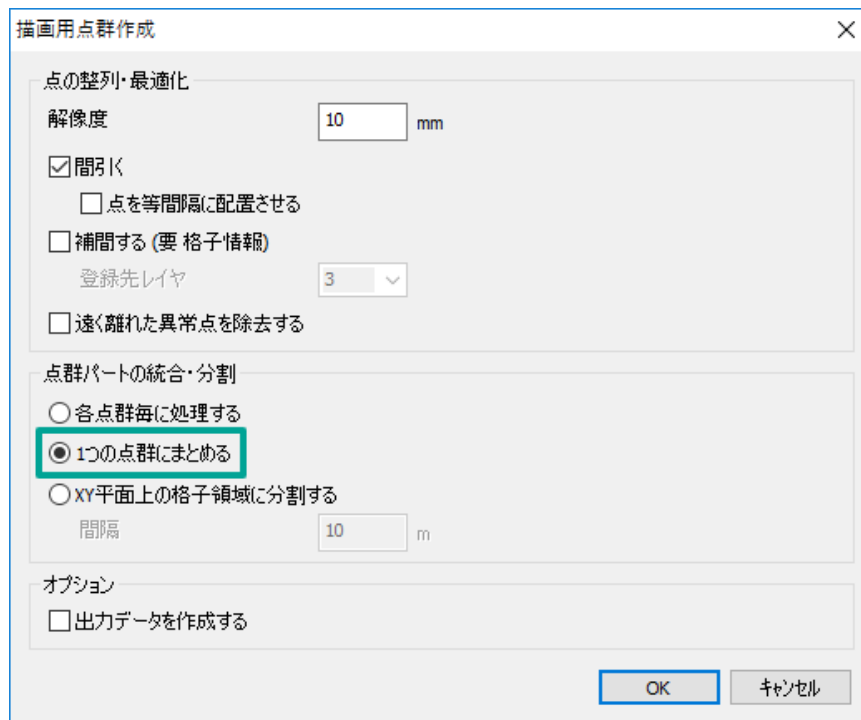 描画用点群作成
点の整列・最適化
解像度 10 mm
間引く
点を等間隔に配置させる
補間する (要 格子情報)
登録先レイヤ 3
遠く離れた異常点を除去する
点群パートの統合・分割
各点群毎に処理する
1つの点群にまとめる
XY平面上の格子領域に分割する
間隔 10 m
オプション
出力データを作成する
OK キャンセル